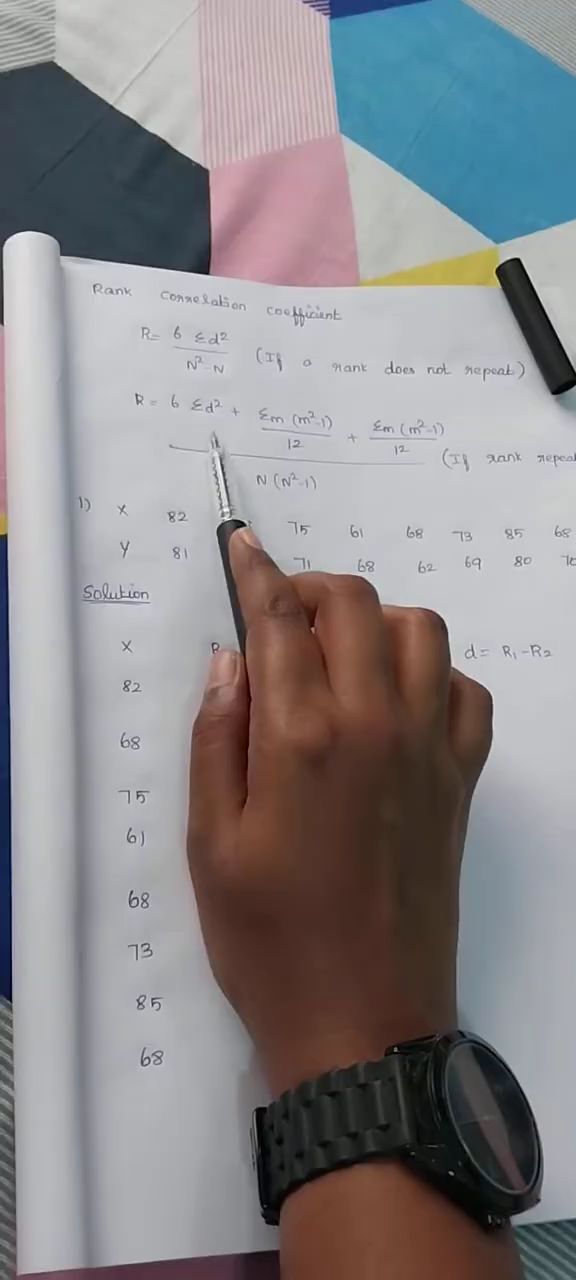 Rank Correlation coefficient
R= 6 Σd² / N³-N (If a rank does not repeat)
R= 6 Σd² + Σm (m²-1) / 12 + Σm (m²-1) / 12
N (N²-1) (If rank
1) X 82 75 61 68 73 85 68
Y 81 71 68 62 69 80
Solution
X R d= R₁-R₂
82
68
75
61
68
73
85
68